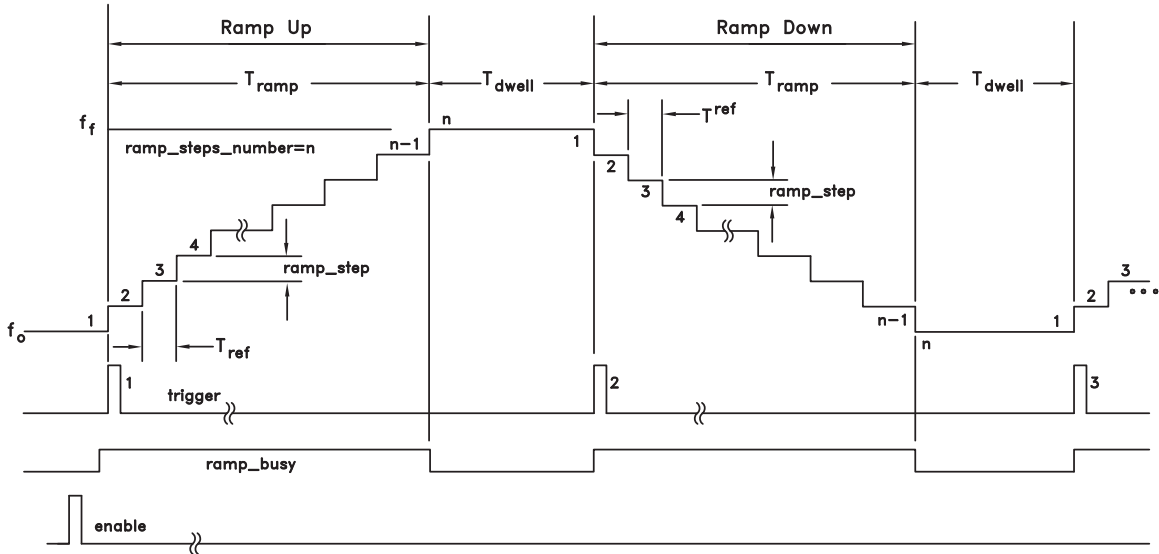 Ramp Up
Ramp Down
T_ramp
T_dwell
T_ramp
T_dwell
f_f
n
T^ref
ramp_steps_number=n
n-1
1
2
3
ramp_step
4
4
3
ramp_step
3
2
2
1
n-1
1
f_o
n
T_ref
1
2
3
trigger
ramp_busy
enable